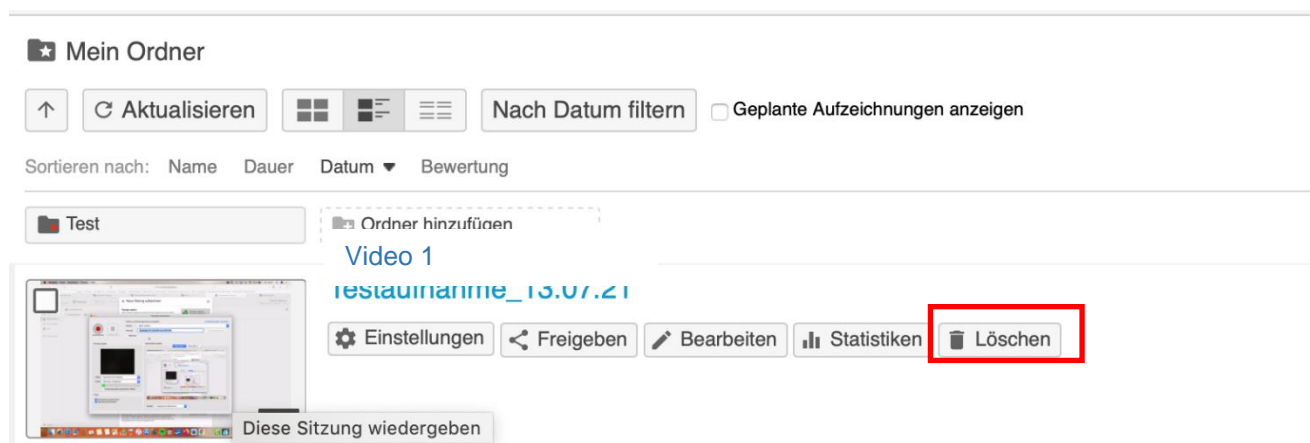 Mein Ordner
Aktualisieren Nach Datum filtern Geplante Aufzeichnungen anzeigen
Sortieren nach: Name Dauer Datum Bewertung
Test Ordner hinzufügen
Video 1
Testaufnahme_13.07.21
Einstellungen Freigeben Bearbeiten Statistiken Löschen
Diese Sitzung wiedergeben